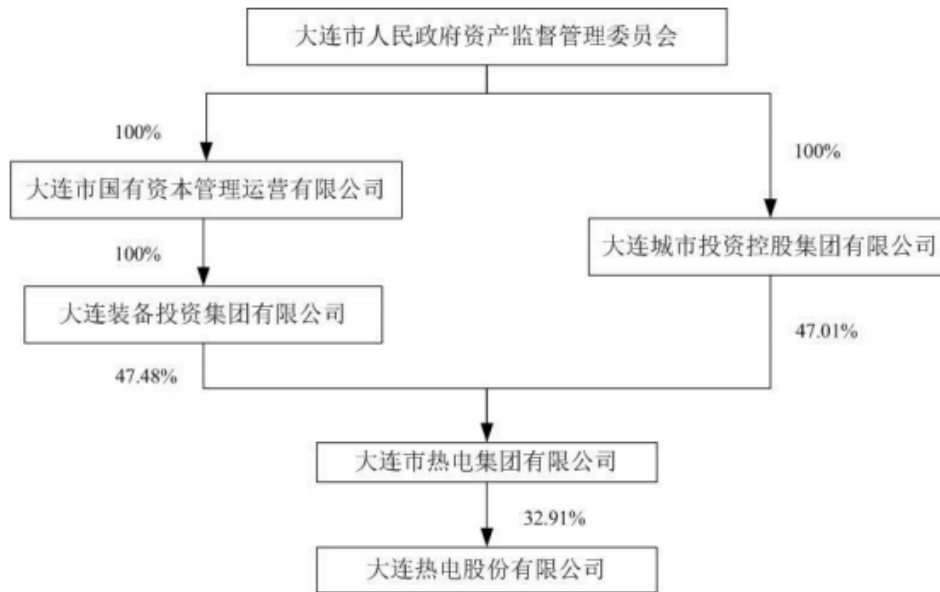 大连市人民政府资产监督管理委员会
100%
100%
大连市国有资本管理运营有限公司
大连城市投资控股集团有限公司
100%
大连装备投资集团有限公司
47.01%
47.48%
大连市热电集团有限公司
32.91%
大连热电股份有限公司